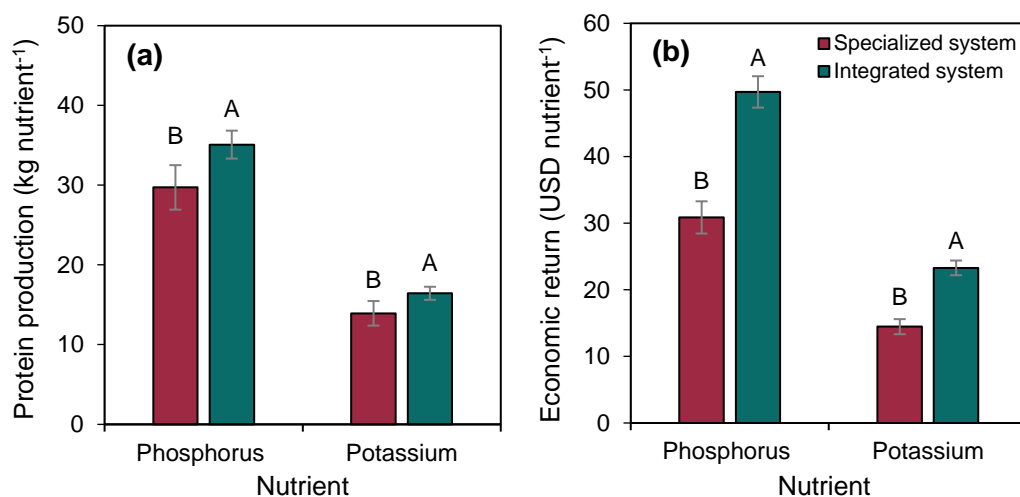 (a)
Protein production (kg nutrient⁻¹)
50
40
30
20
10
0
B
A
B
A
Phosphorus
Potassium
Nutrient
(b)
Specialized system
Integrated system
Economic return (USD nutrient⁻¹)
60
50
40
30
20
10
0
B
A
B
A
Phosphorus
Potassium
Nutrient